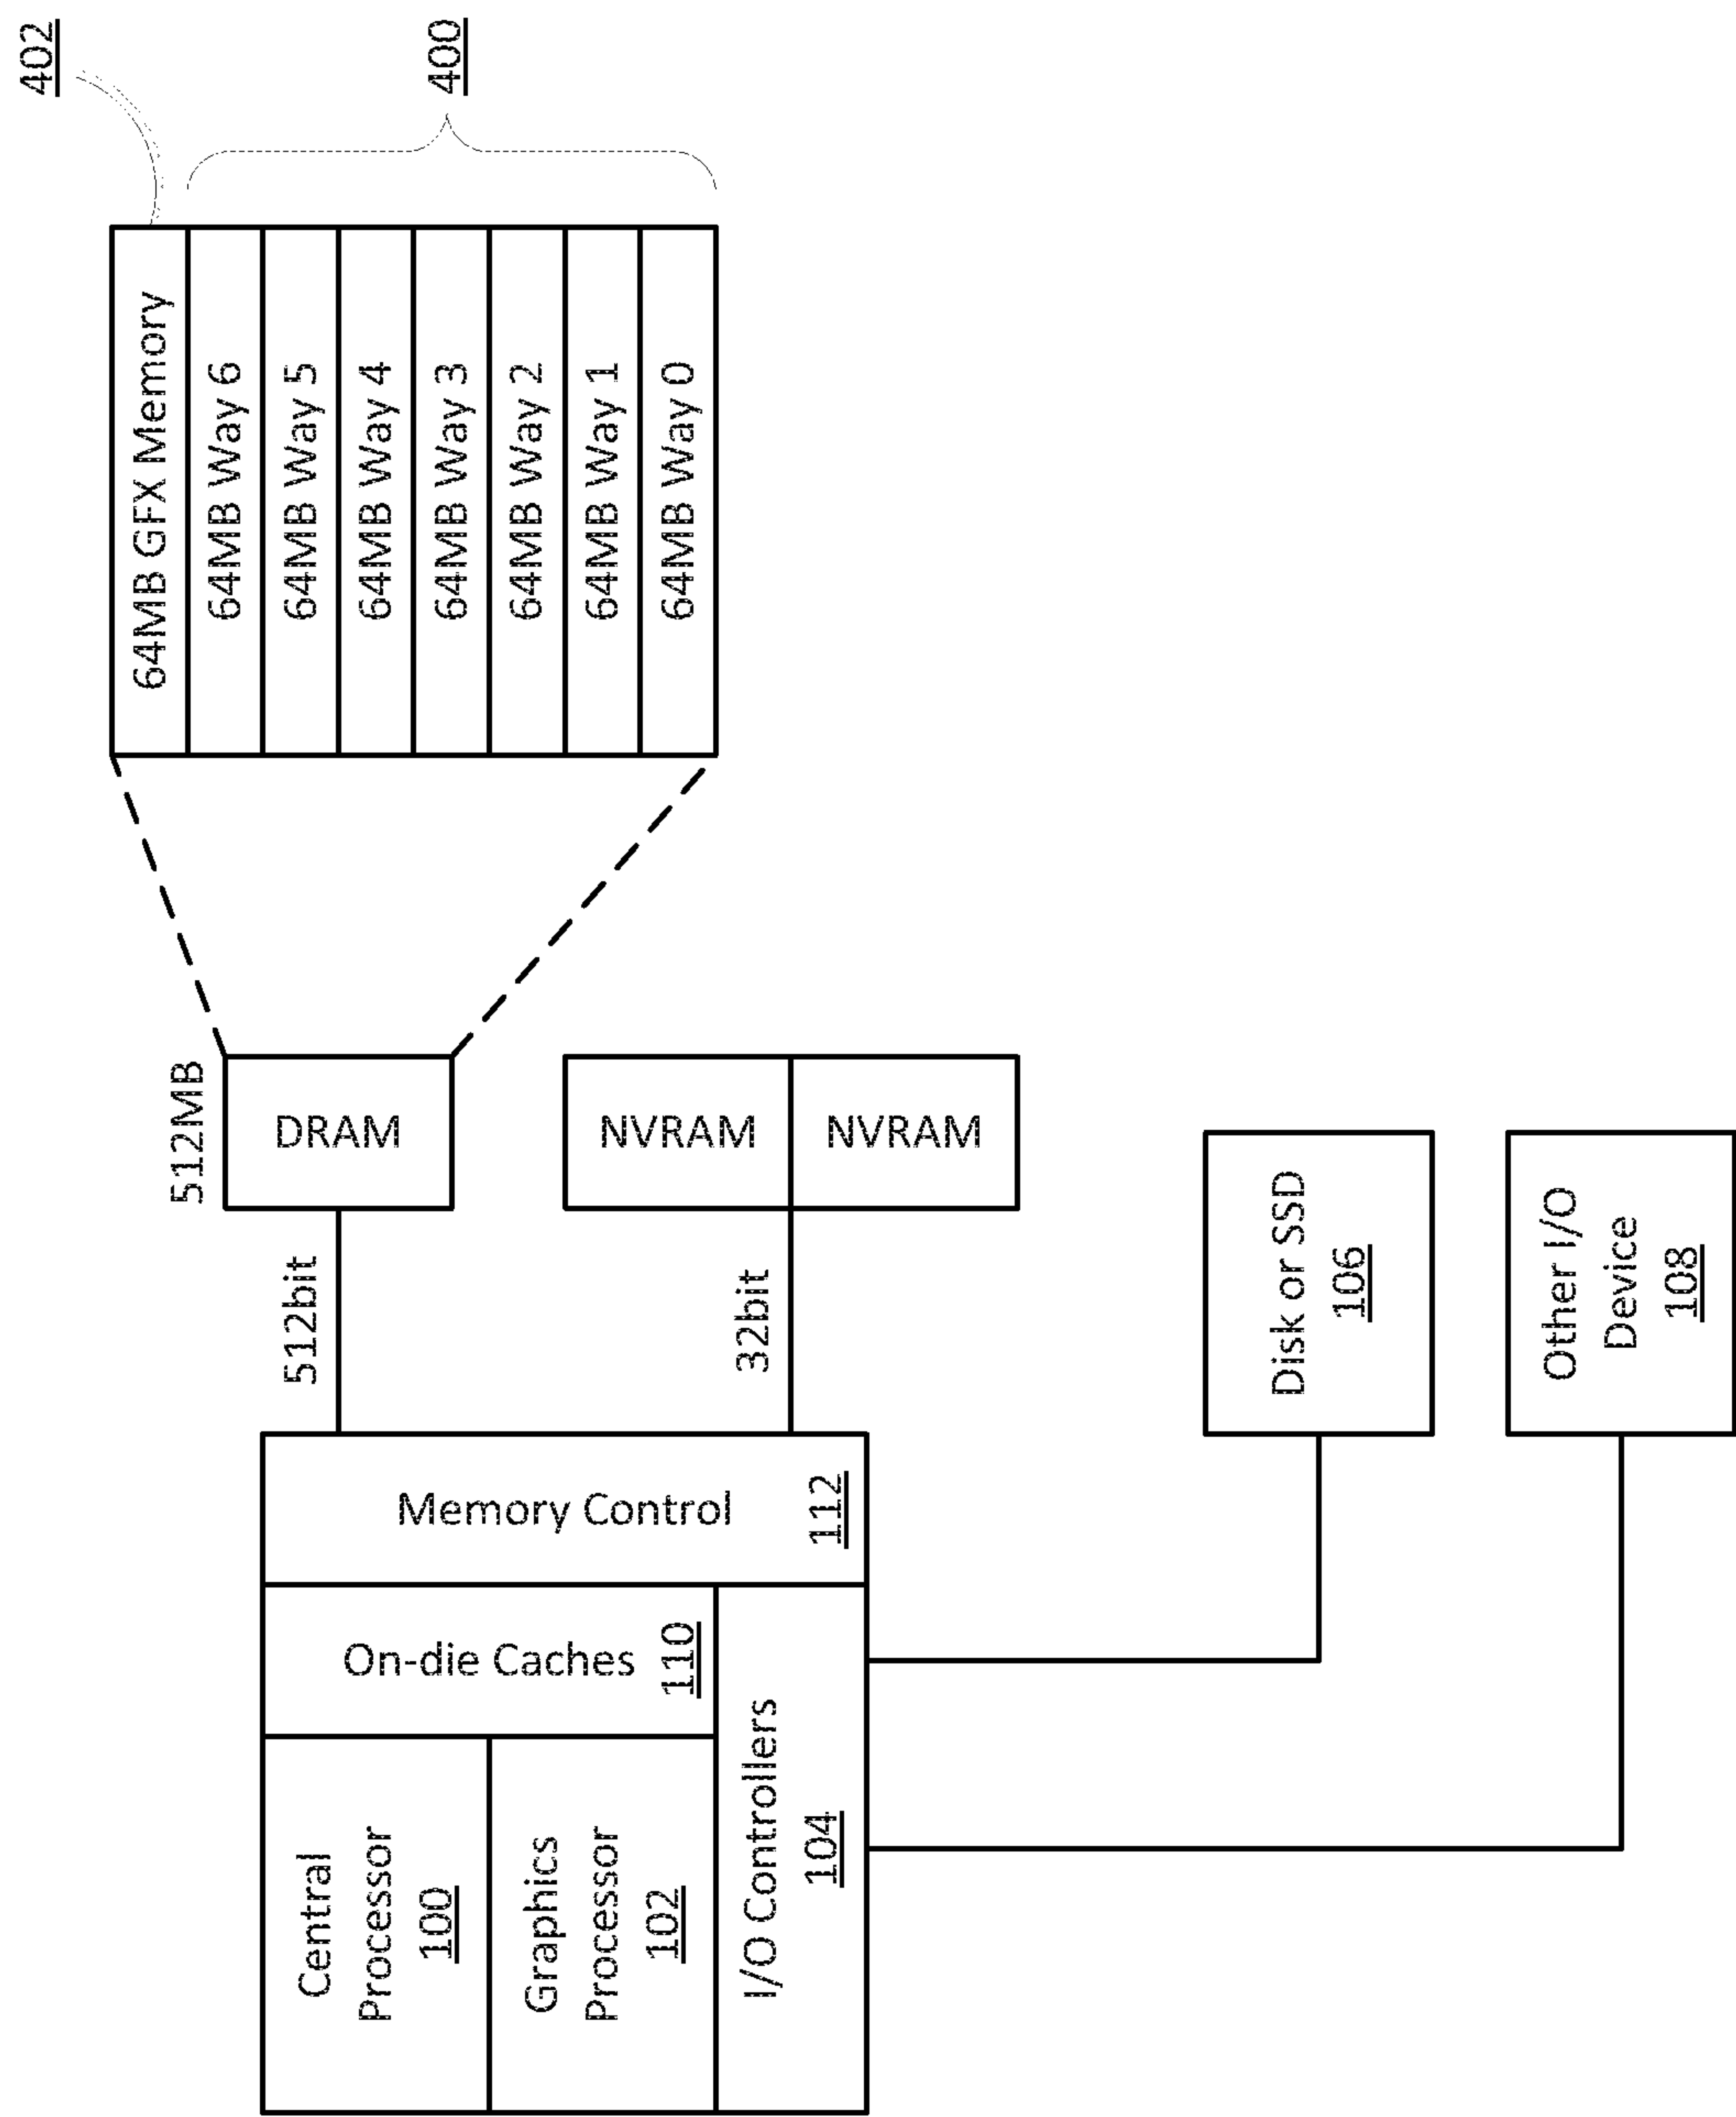 Central
Processor
100
Graphics
Processor
102
I/O Controllers
104
On-die Caches
110
Memory Control
112
512bit
32bit
512MB
DRAM
NVRAM
NVRAM
Disk or SSD
106
Other I/O
Device
108
64MB GFX Memory
64MB Way 6
64MB Way 5
64MB Way 4
64MB Way 3
64MB Way 2
64MB Way 1
64MB Way 0
402
400